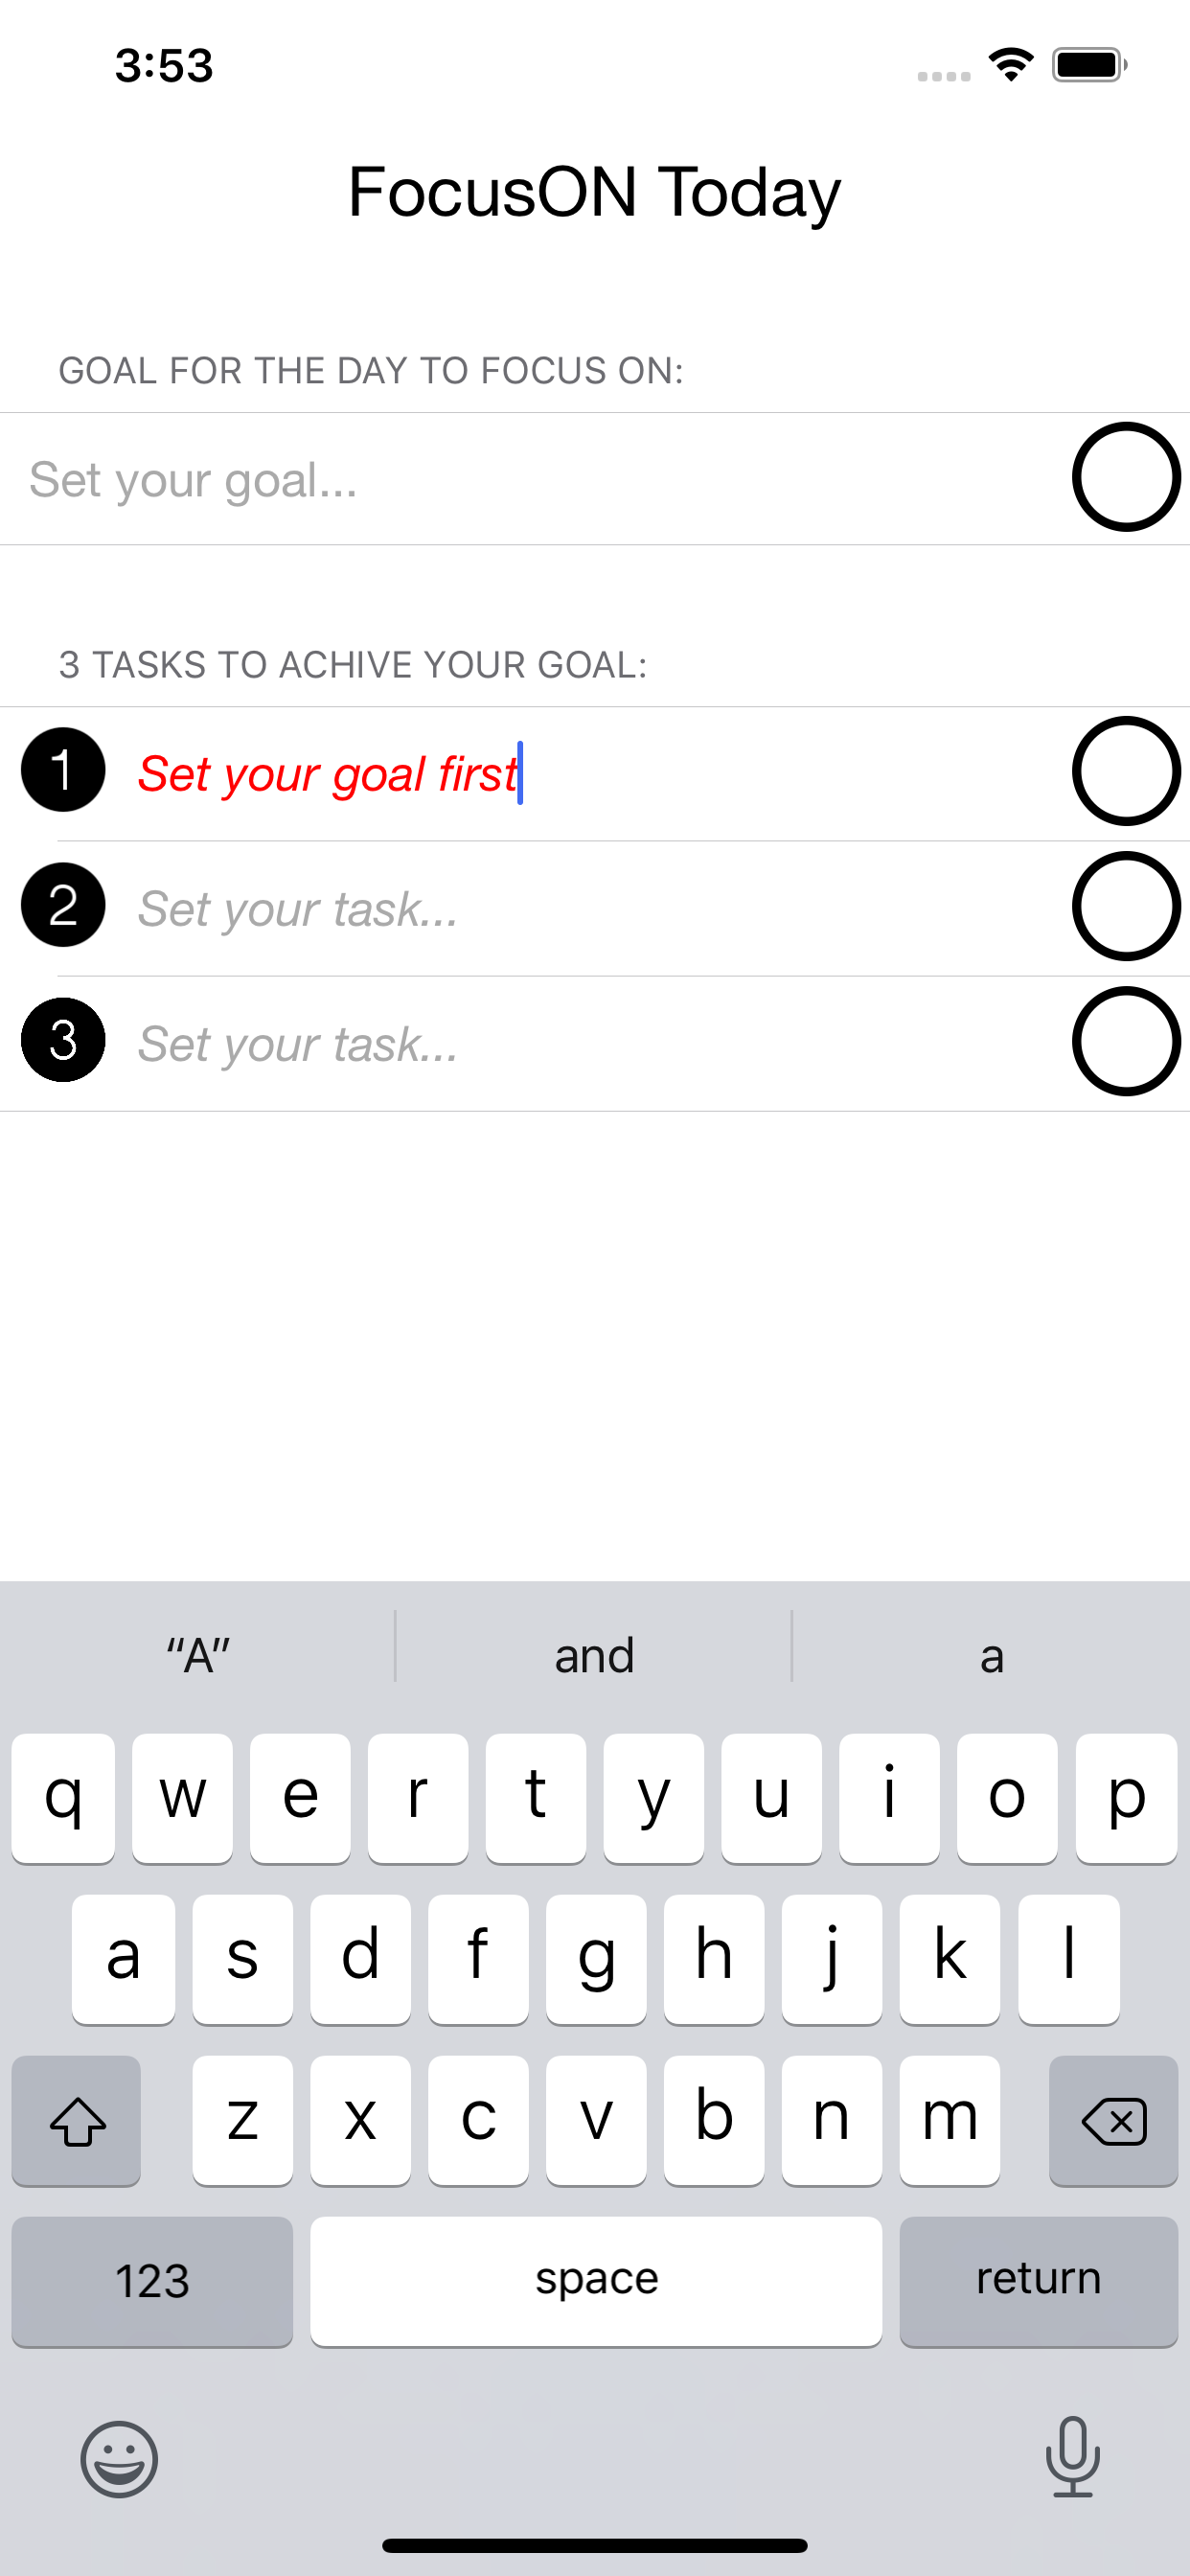 3:53
FocusON Today
GOAL FOR THE DAY TO FOCUS ON:
Set your goal...
3 TASKS TO ACHIVE YOUR GOAL:
1 Set your goal first
2 Set your task...
3 Set your task...
“A” and a
q w e r t y u i o p
a s d f g h j k l
z x c v b n m
123 space return